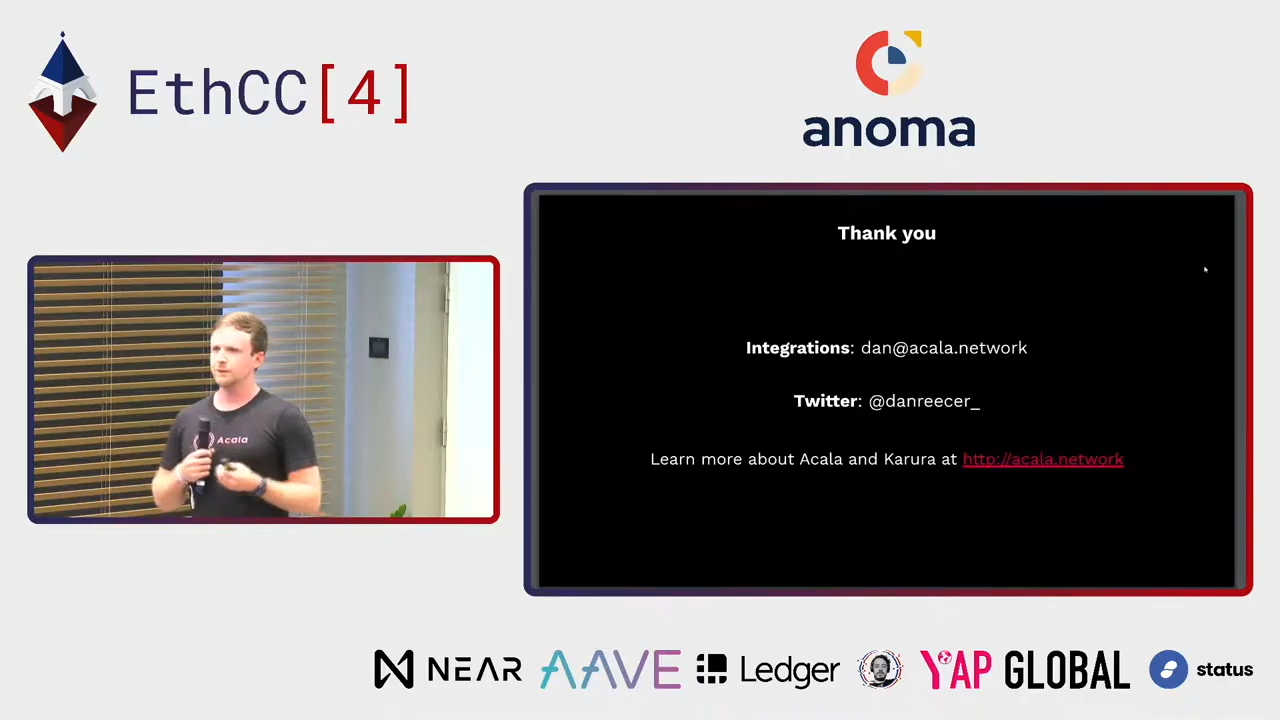 EthCC[4]
anoma
Thank you
Integrations: dan@acala.network
Twitter: @danreecer_
Learn more about Acala and Karura at http://acala.network
Acala
NEAR
AAVE
Ledger
YAP GLOBAL
status